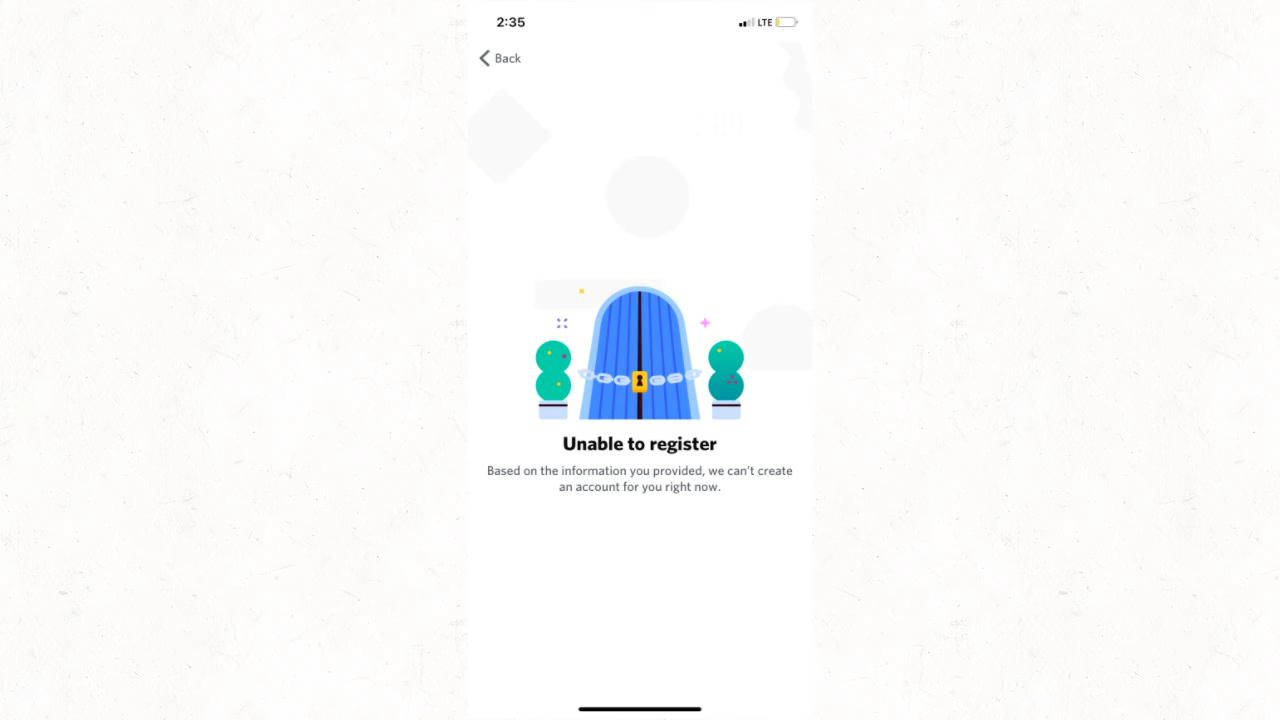 2:35
LTE
Back
Unable to register
Based on the information you provided, we can't create
an account for you right now.